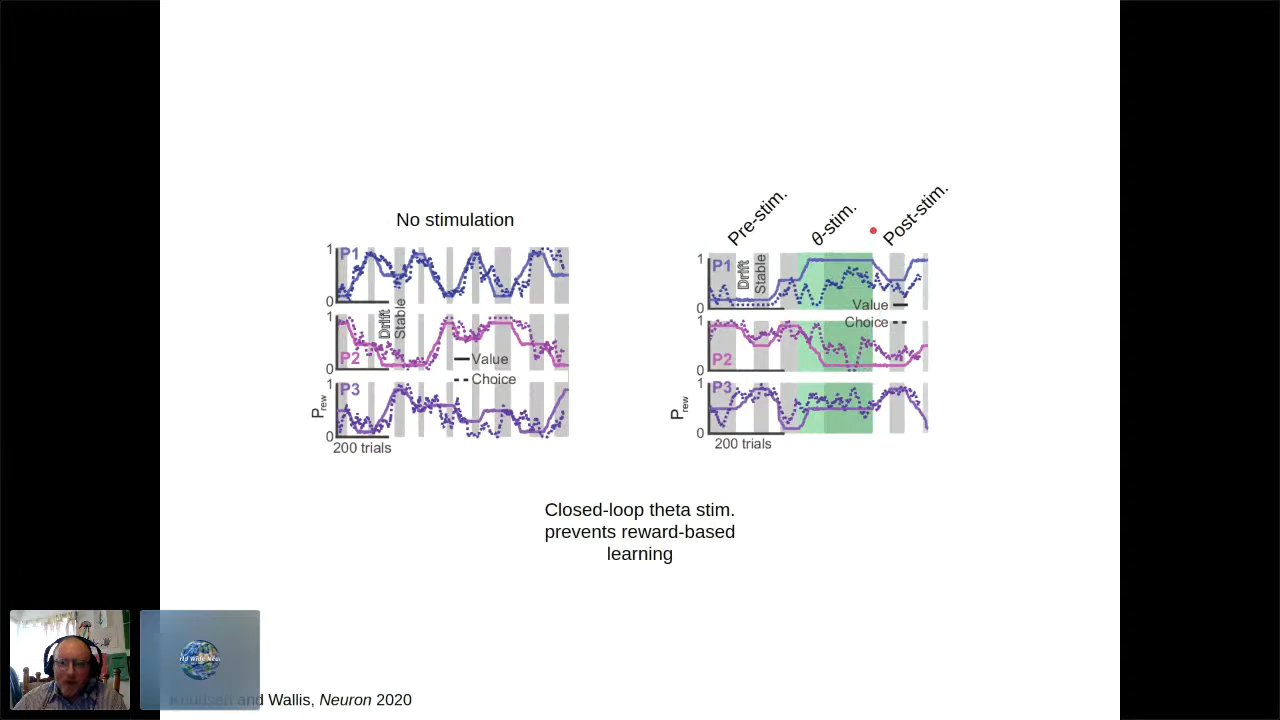 No stimulation
Pre-stim.
θ-stim.
Post-stim.
1
P1
0
1
P2
0
Drift
Stable
Value
Choice
1
P3
Prew
0
200 trials
1
P1
Drift
Stable
0
Value
Choice
1
P2
0
1
P3
Prew
0
200 trials
Closed-loop theta stim.
prevents reward-based
learning
Knudsen and Wallis, Neuron 2020